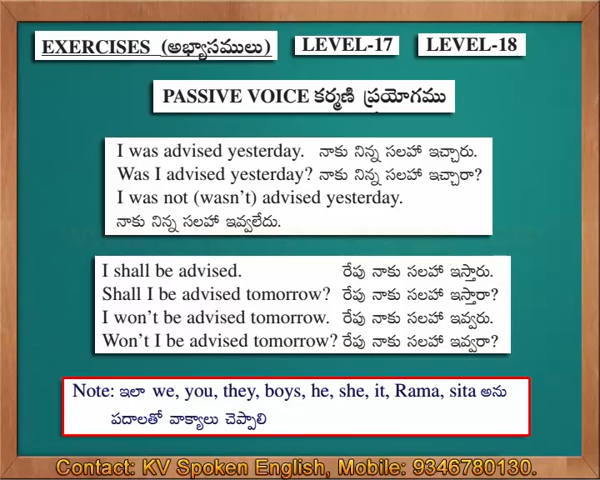 EXERCISES (అభ్యాసములు) LEVEL-17 LEVEL-18
PASSIVE VOICE కర్మణి ప్రయోగము
I was advised yesterday. నాకు నిన్న సలహా ఇచ్చారు.
Was I advised yesterday? నాకు నిన్న సలహా ఇచ్చారా?
I was not (wasn't) advised yesterday.
నాకు నిన్న సలహా ఇవ్వలేదు.
I shall be advised. రేపు నాకు సలహా ఇస్తారు.
Shall I be advised tomorrow? రేపు నాకు సలహా ఇస్తారా?
I won't be advised tomorrow. రేపు నాకు సలహా ఇవ్వరు.
Won't I be advised tomorrow? రేపు నాకు సలహా ఇవ్వరా?
Note: ఇలా we, you, they, boys, he, she, it, Rama, sita అను
పదాలతో వాక్యాలు చెప్పాలి
Contact: KV Spoken English, Mobile: 9346780130.